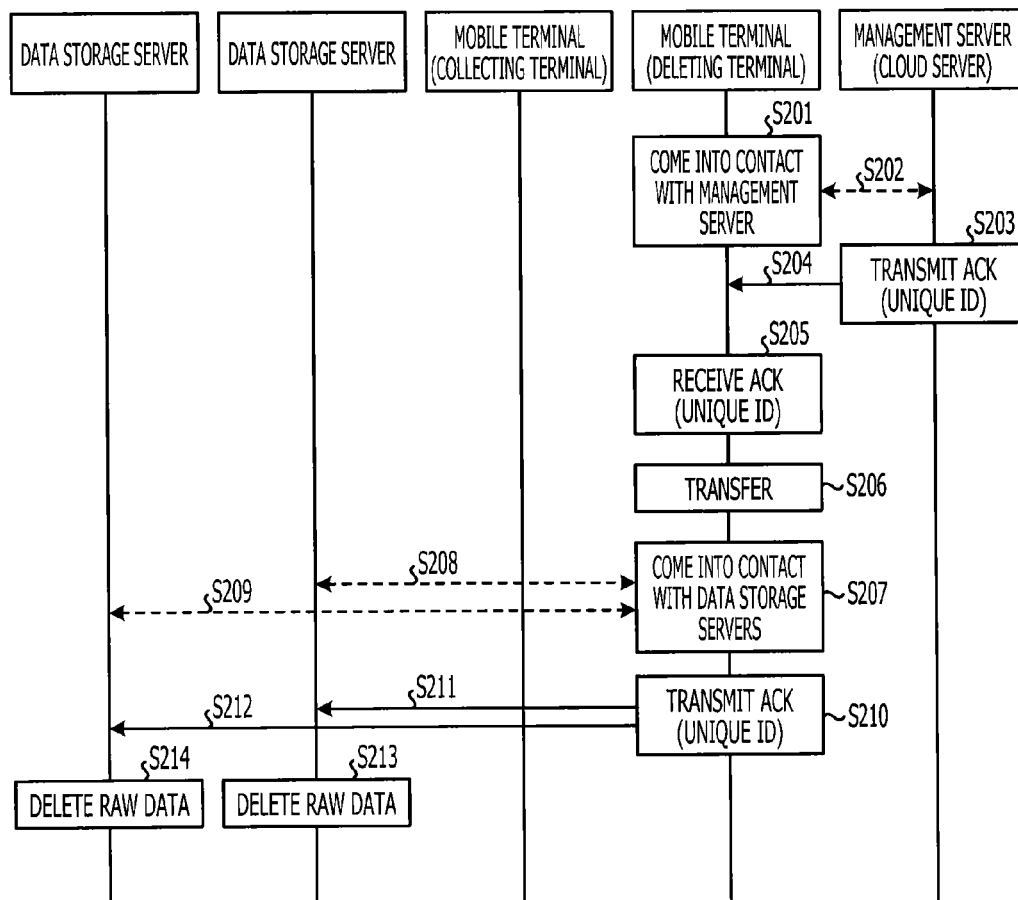 DATA STORAGE SERVER
DATA STORAGE SERVER
MOBILE TERMINAL
(COLLECTING TERMINAL)
MOBILE TERMINAL
(DELETING TERMINAL)
MANAGEMENT SERVER
(CLOUD SERVER)
S201
COME INTO CONTACT
WITH MANAGEMENT
SERVER
S202
S203
TRANSMIT ACK
(UNIQUE ID)
S204
S205
RECEIVE ACK
(UNIQUE ID)
TRANSFER
S206
COME INTO CONTACT
WITH DATA STORAGE
SERVERS
S207
S208
S209
TRANSMIT ACK
(UNIQUE ID)
S210
S211
S212
S214
DELETE RAW DATA
S213
DELETE RAW DATA